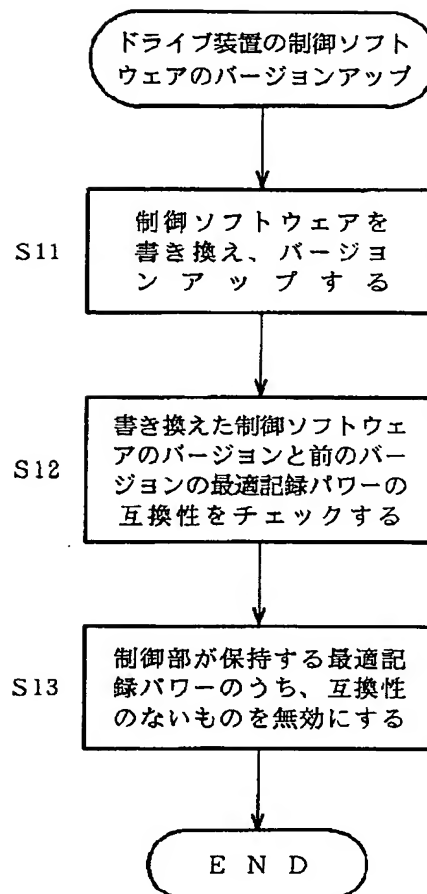 ドライブ装置の制御ソフト
ウェアのバージョンアップ
S11
制御ソフトウェアを
書き換え、バージョ
ンアップする
S12
書き換えた制御ソフトウェ
アのバージョンと前のバー
ジョンの最適記録パワーの
互換性をチェックする
S13
制御部が保持する最適記
録パワーのうち、互換性
のないものを無効にする
END